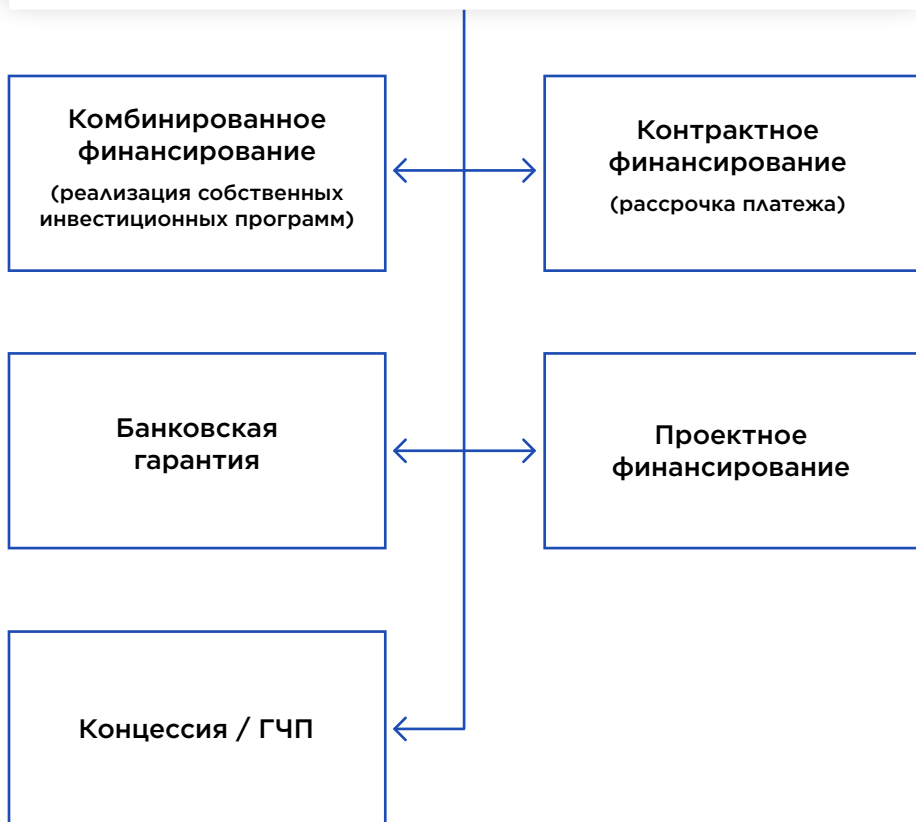 Комбинированное
финансирование
(реализация собственных
инвестиционных программ)
Контрактное
финансирование
(рассрочка платежа)
Банковская
гарантия
Проектное
финансирование
Концессия / ГЧП